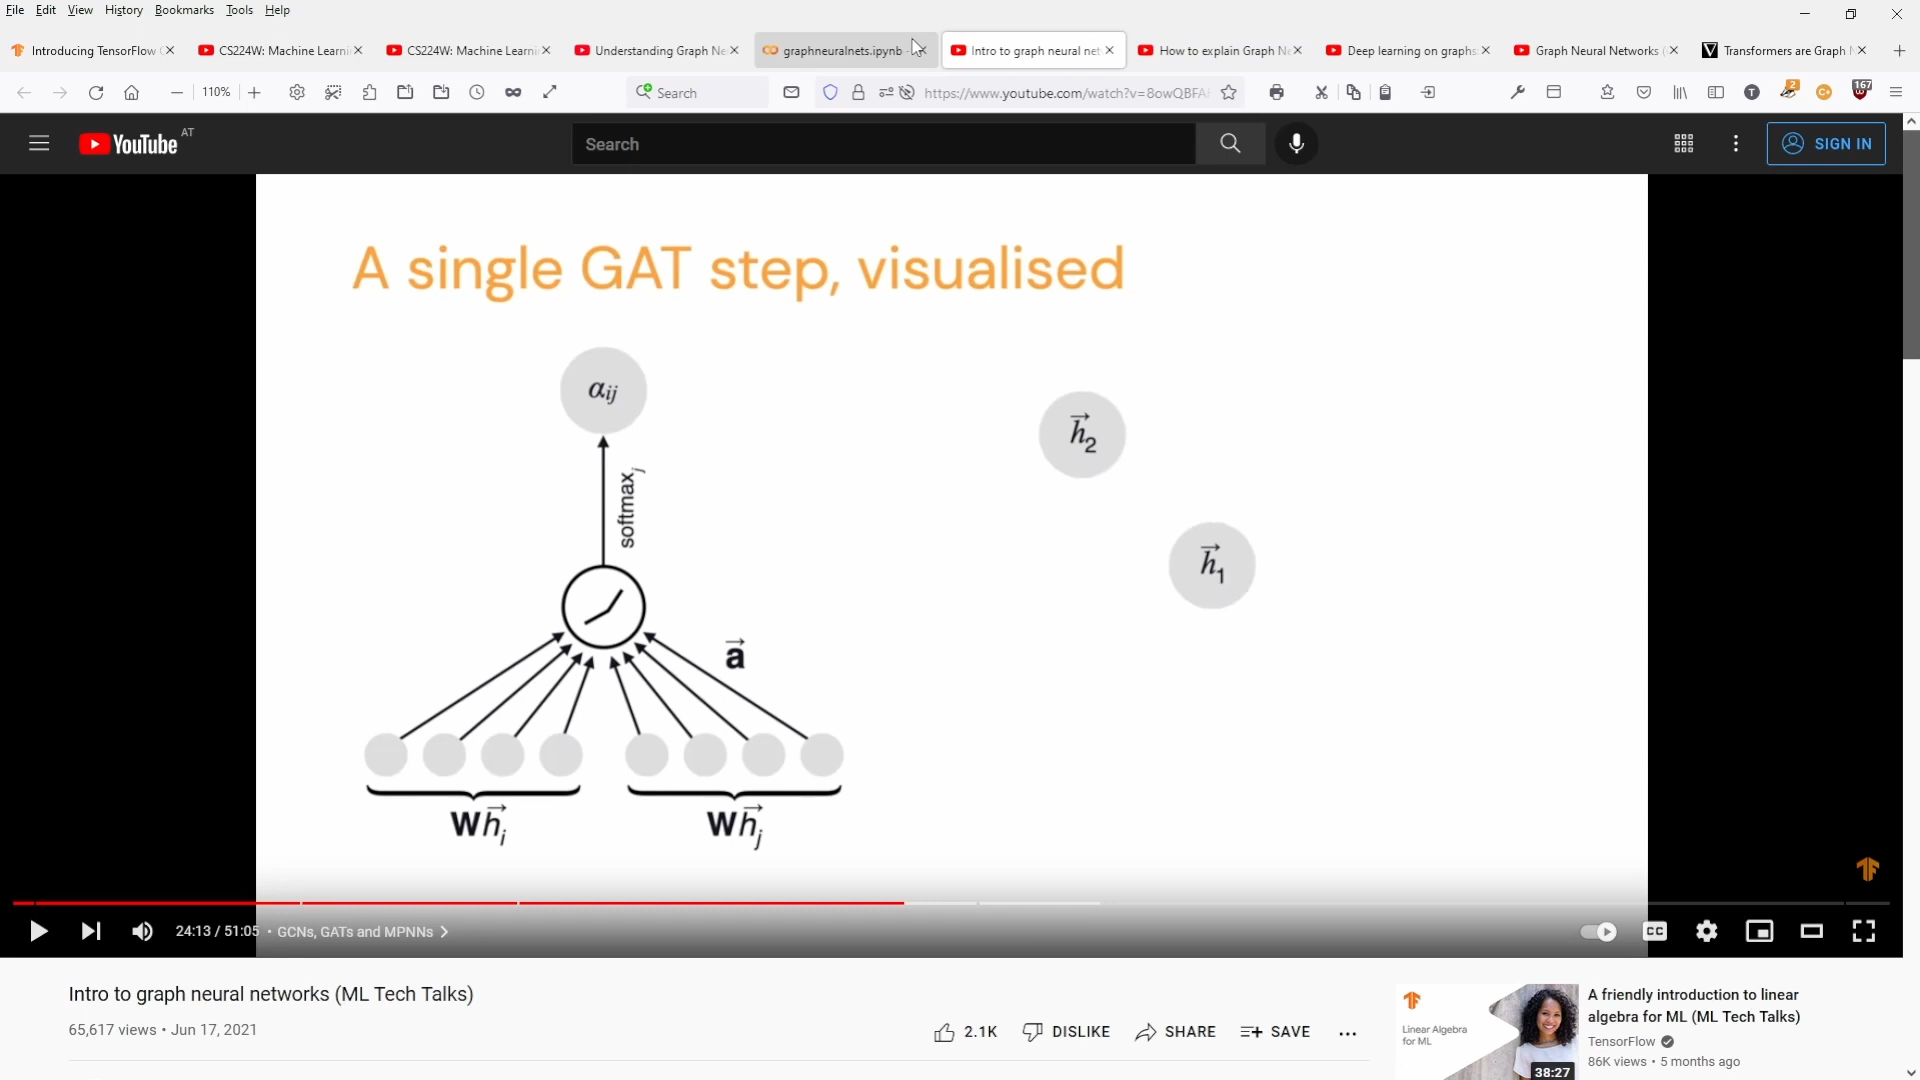 File Edit View History Bookmarks Tools Help
Introducing TensorFlow
CS224W: Machine Learni
CS224W: Machine Learni
Understanding Graph Ne
graphneuralnets.ipynb -
Intro to graph neural net
How to explain Graph N
Deep learning on graphs:
Graph Neural Networks (
Transformers are Graph N
110%
Search
https://www.youtube.com/watch?v=8owQBFA
2
167
YouTube AT
Search
SIGN IN
A single GAT step, visualised
αij
softmaxj
h2
h1
a
Whi
Whj
24:13 / 51:05 • GCNs, GATs and MPNNs
CC
Intro to graph neural networks (ML Tech Talks)
65,617 views • Jun 17, 2021
2.1K DISLIKE SHARE SAVE
Linear Algebra
for ML
38:27
A friendly introduction to linear
algebra for ML (ML Tech Talks)
TensorFlow
86K views • 5 months ago